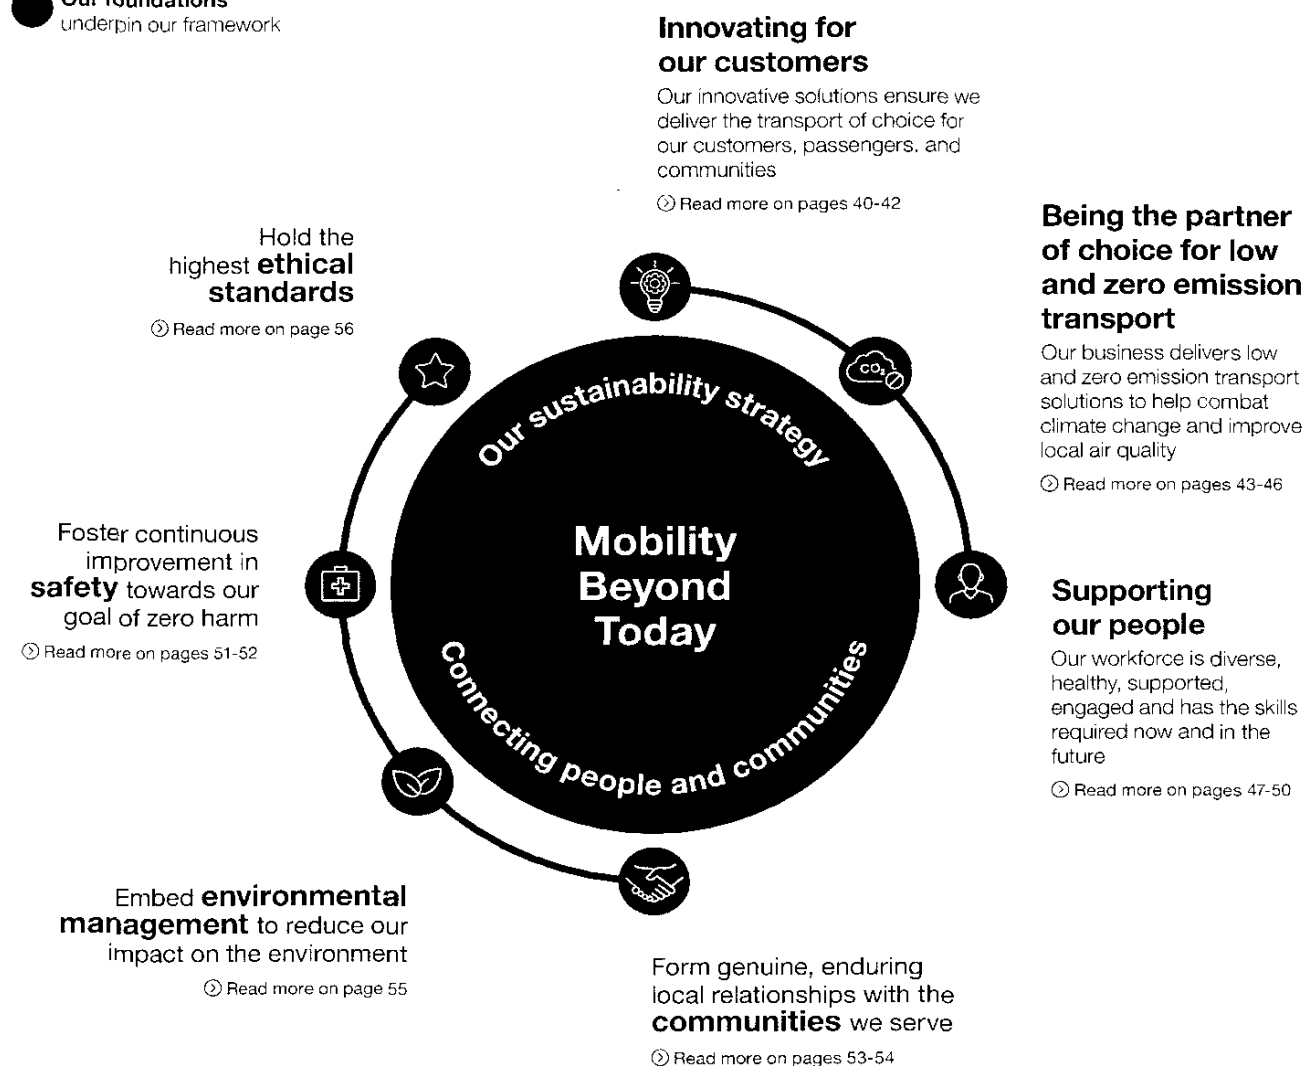 Our foundations
underpin our framework
Innovating for
our customers
Our innovative solutions ensure we
deliver the transport of choice for
our customers, passengers, and
communities
Read more on pages 40-42
Being the partner
of choice for low
and zero emission
transport
Our business delivers low
and zero emission transport
solutions to help combat
climate change and improve
local air quality
Read more on pages 43-46
Supporting
our people
Our workforce is diverse,
healthy, supported,
engaged and has the skills
required now and in the
future
Read more on pages 47-50
Form genuine, enduring
local relationships with the
communities we serve
Read more on pages 53-54
Embed environmental
management to reduce our
impact on the environment
Read more on page 55
Foster continuous
improvement in
safety towards our
goal of zero harm
Read more on pages 51-52
Hold the
highest ethical
standards
Read more on page 56
CO₂
Our sustainability strategy
Mobility
Beyond
Today
Connecting people and communities